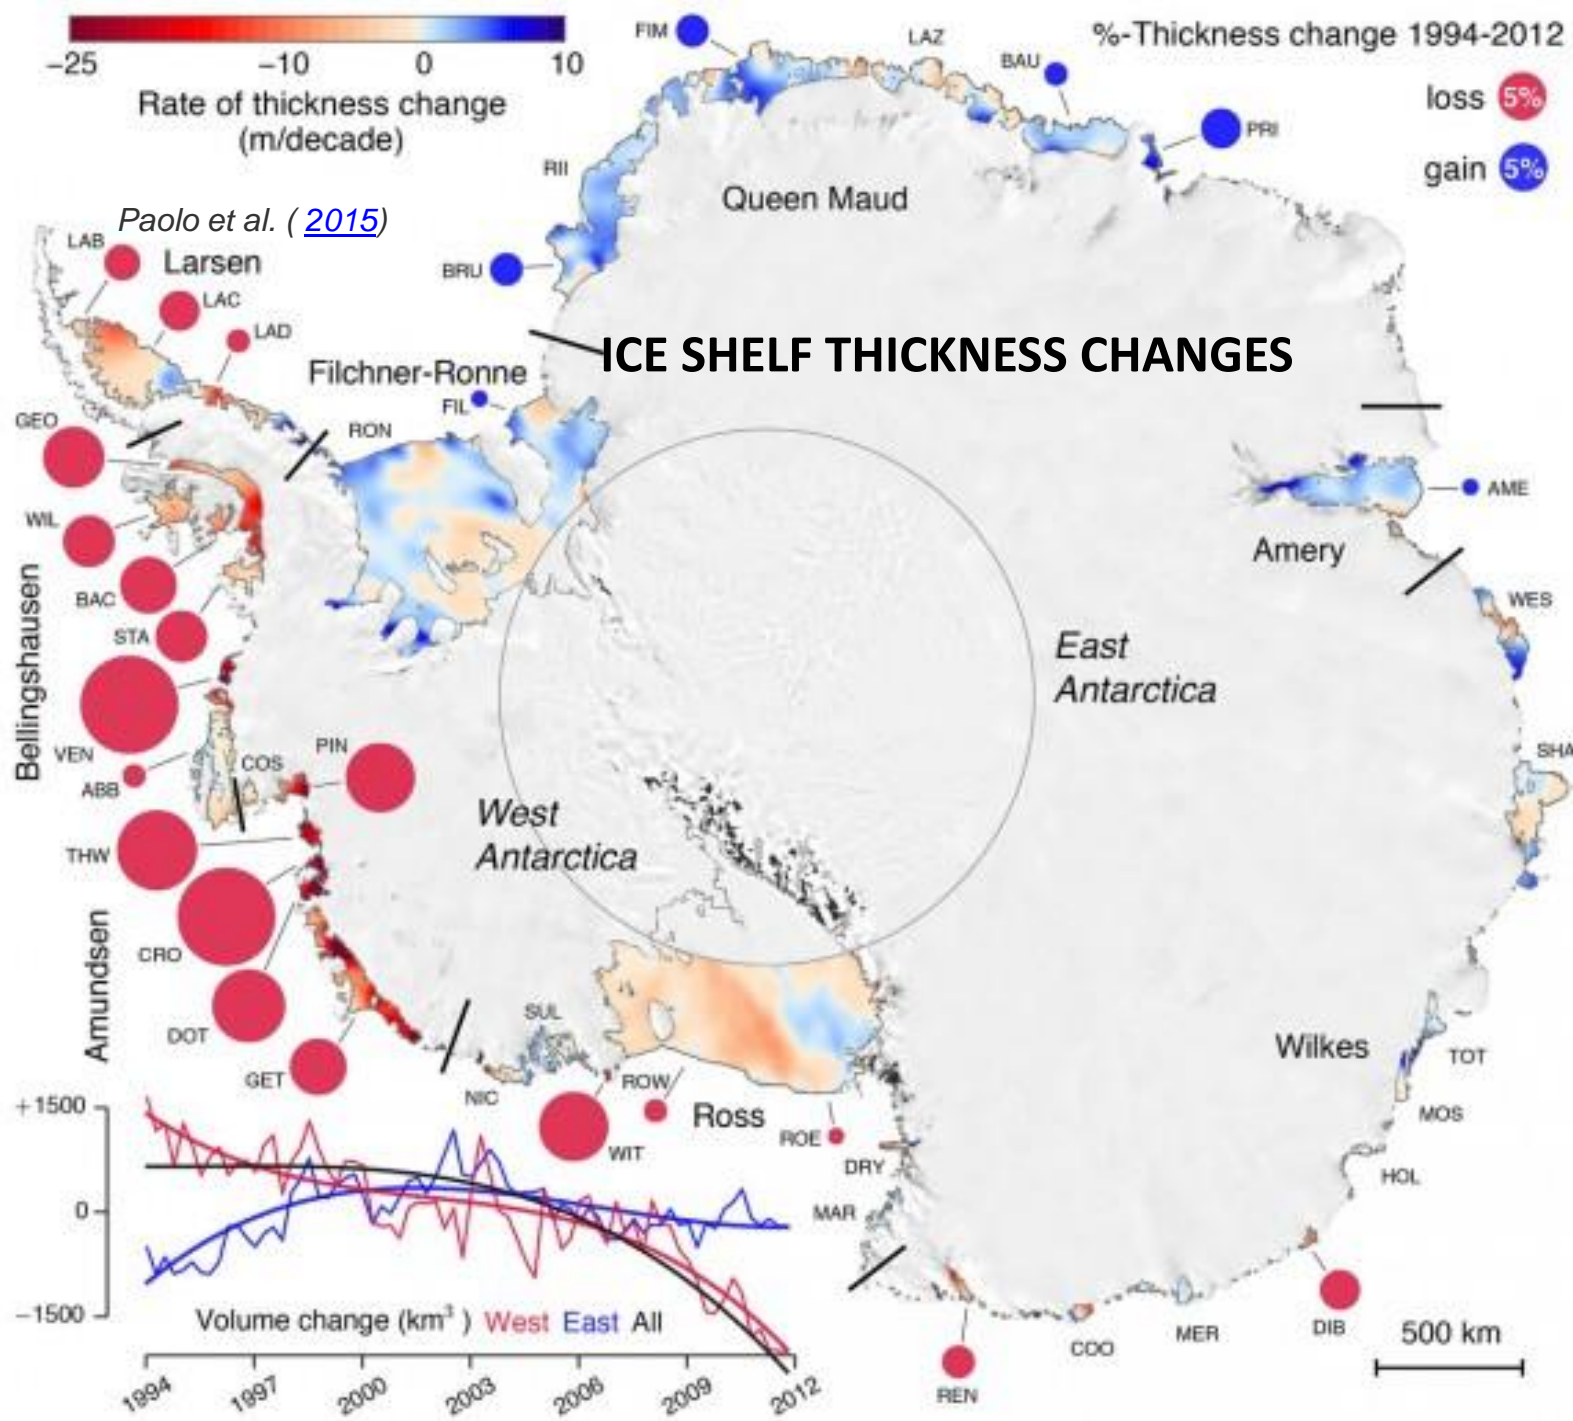 −25 −10 0 10
Rate of thickness change
(m/decade)
Paolo et al. ( 2015)
%-Thickness change 1994-2012
loss 5%
gain 5%
FIM
LAZ
BAU
PRI
RII
Queen Maud
BRU
LAB
Larsen
LAC
LAD
ICE SHELF THICKNESS CHANGES
Filchner-Ronne
FIL
RON
GEO
WIL
BAC
STA
Bellingshausen
VEN
ABB
COS
PIN
THW
CRO
DOT
GET
Amundsen
AME
Amery
WES
East
Antarctica
SHA
West
Antarctica
Wilkes
TOT
MOS
HOL
SUL
NIC
ROW
Ross
WIT
ROE
DRY
MAR
REN
COO
MER
DIB
500 km
+1500
0
−1500
Volume change (km³ ) West East All
1994 1997 2000 2003 2006 2009 2012